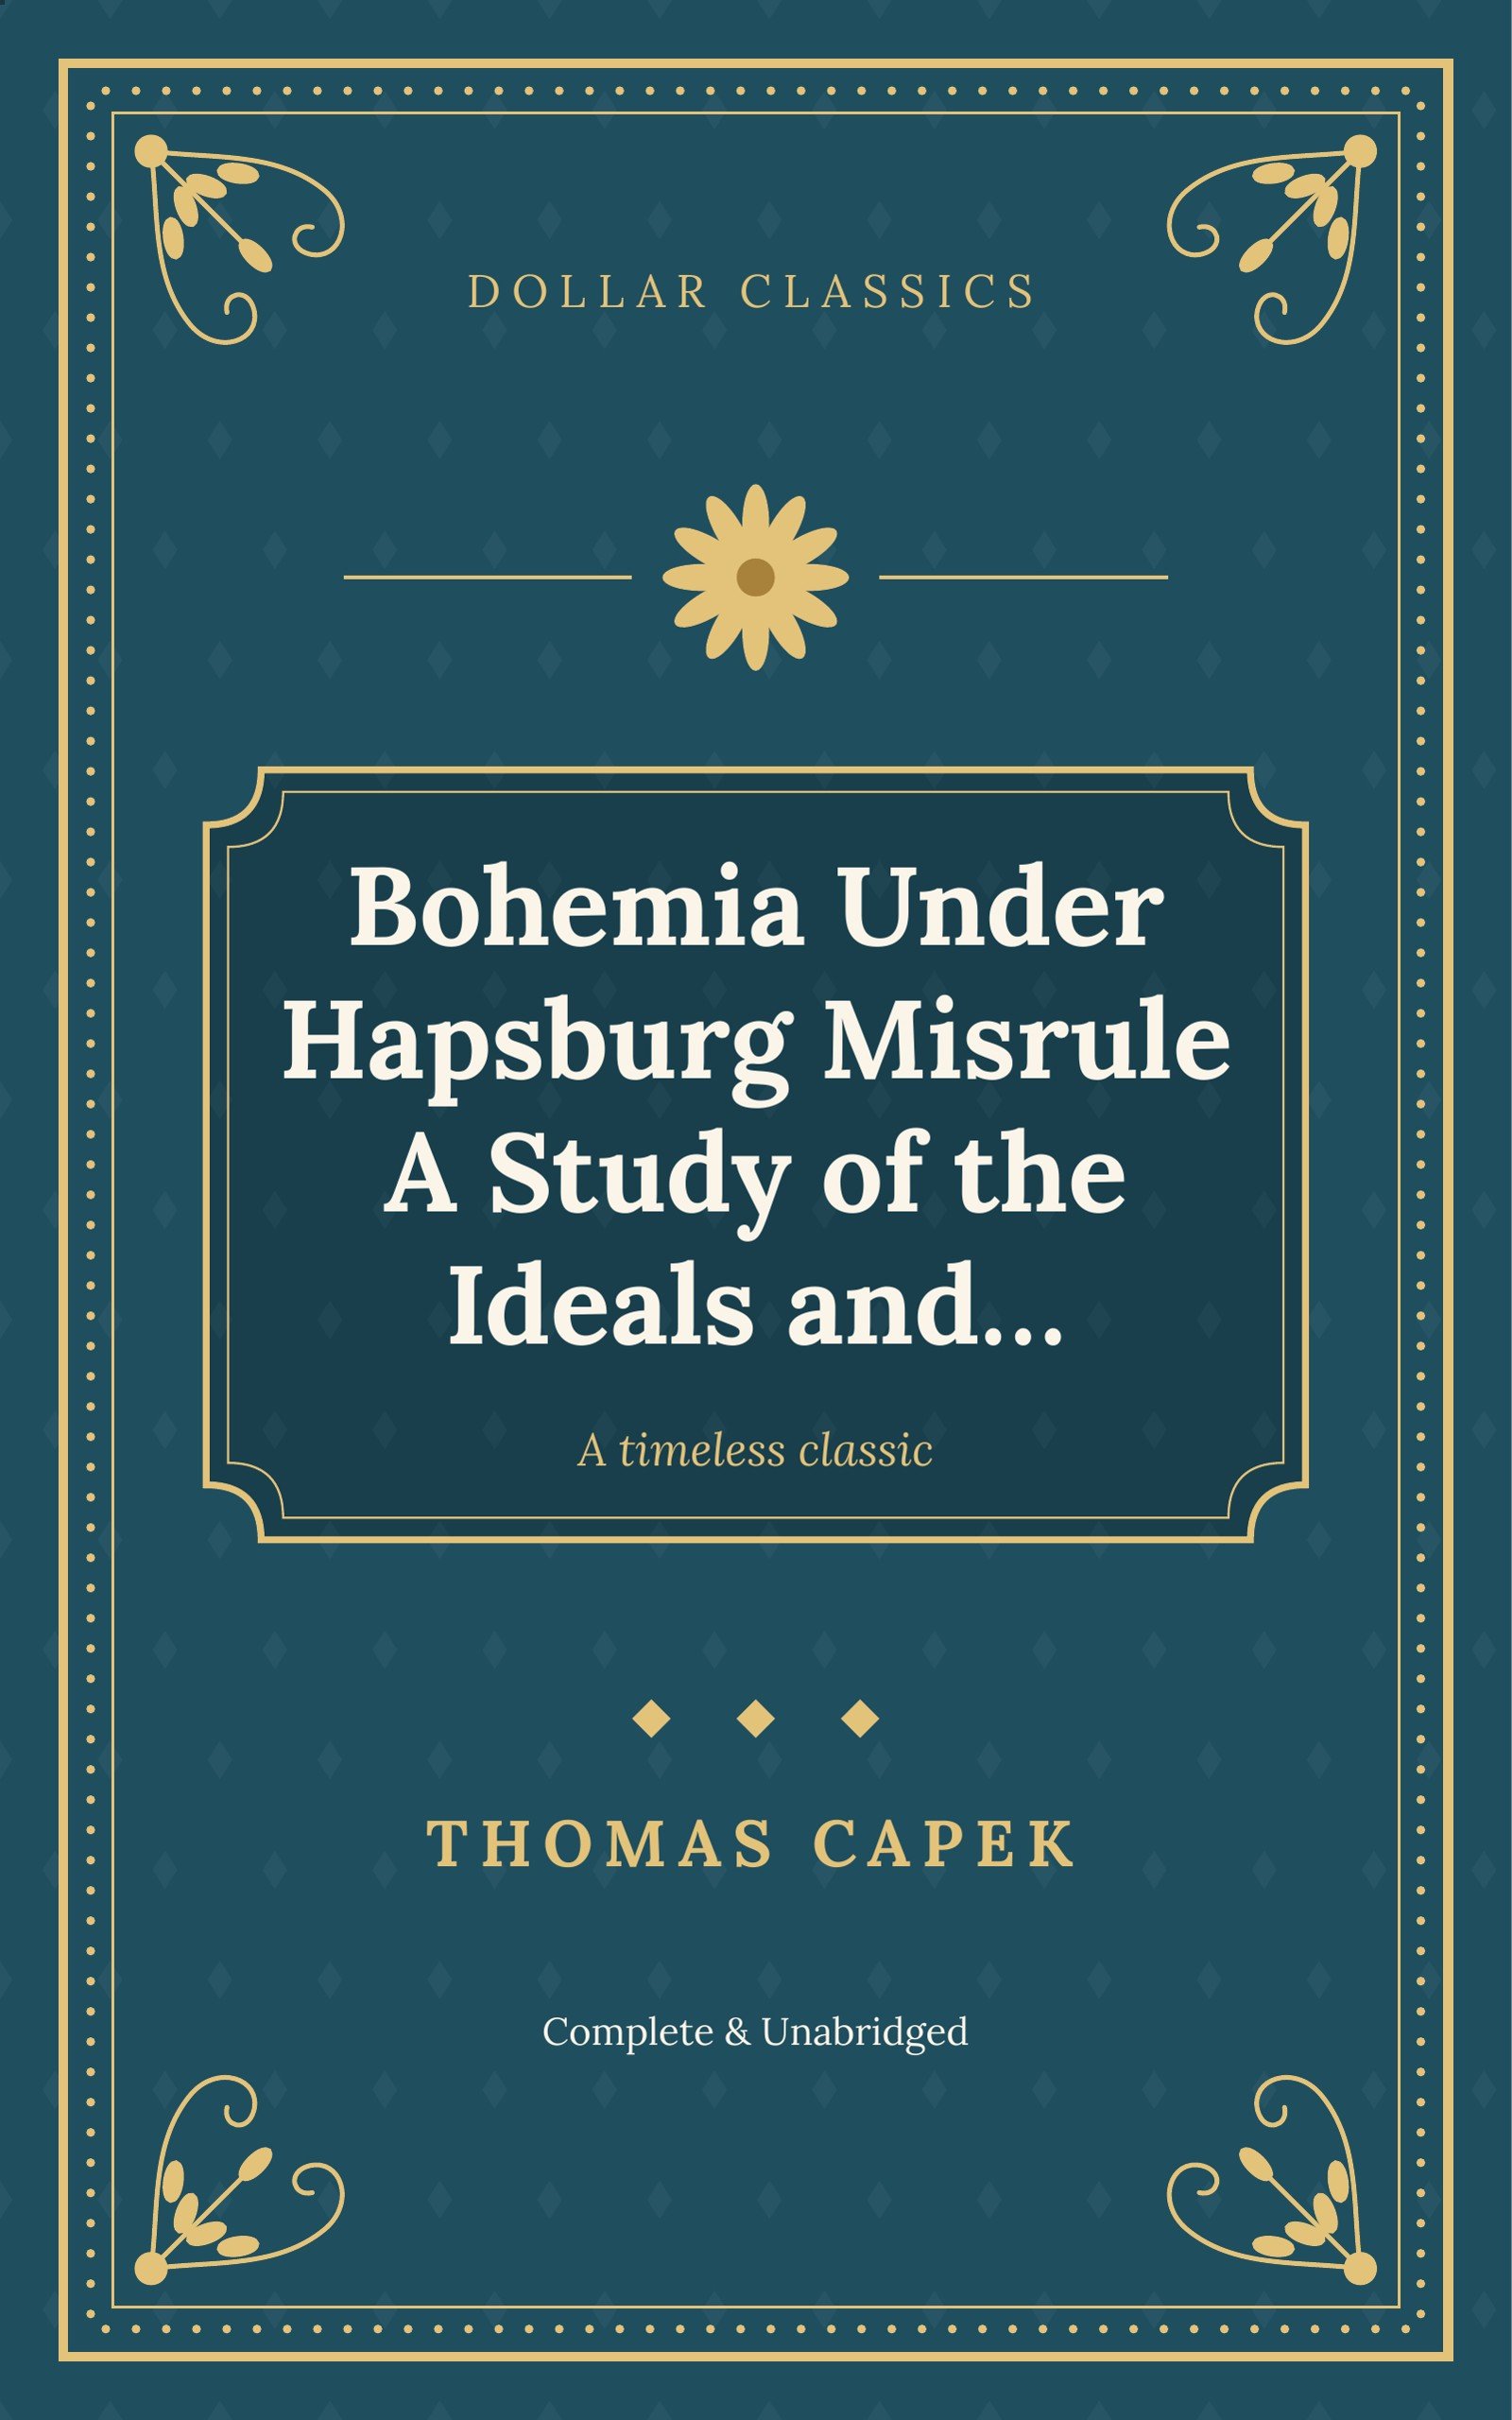 DOLLAR CLASSICS
Bohemia Under
Hapsburg Misrule
A Study of the
Ideals and...
A timeless classic
THOMAS CAPEK
Complete & Unabridged